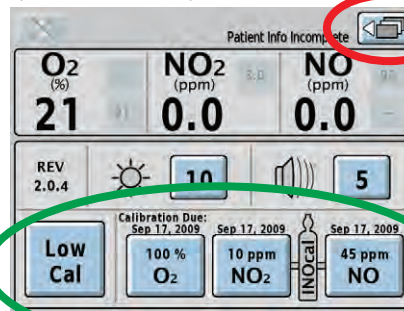 Patient Info Incomplete
O2 NO2 NO
(%) (ppm) (ppm)
21 0.0 0.0
REV
2.0.4
10 5
Calibration Due:
Sep 17, 2009 Sep 17, 2009 Sep 17, 2009
Low
Cal
100 %
O2
10 ppm
NO2
INOcal
45 ppm
NO